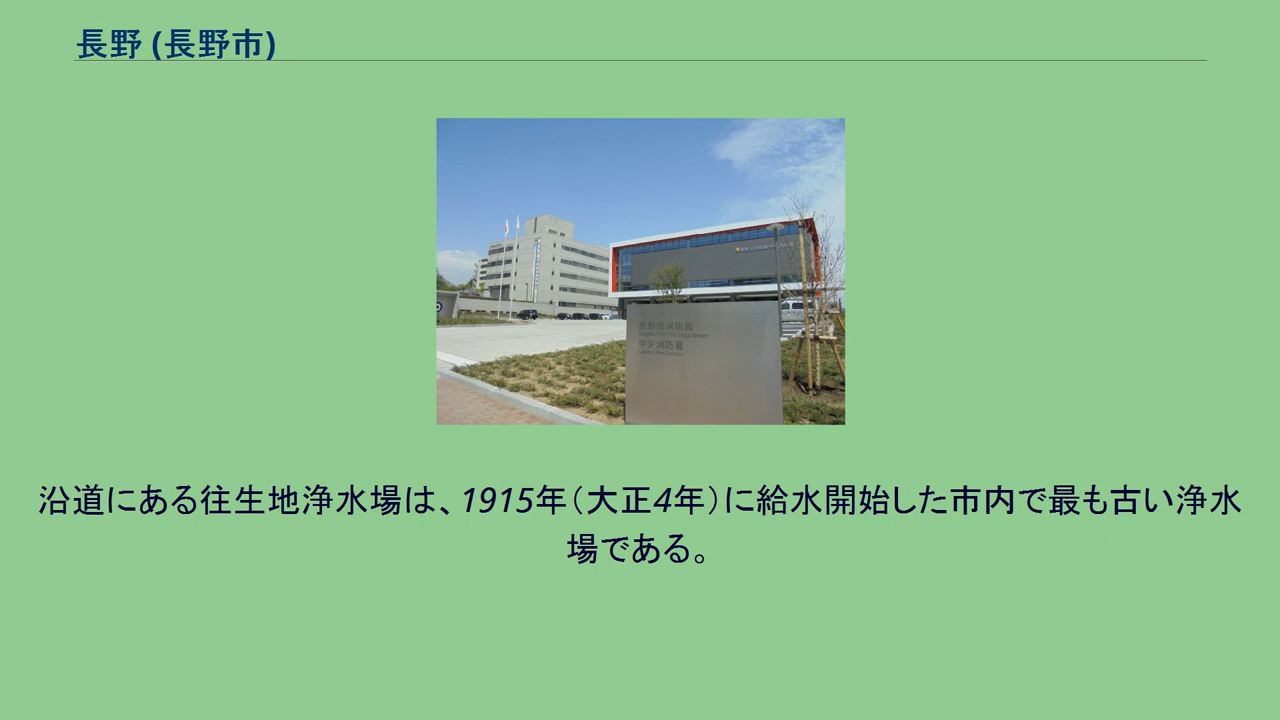 長野 (長野市)
長野市消防局
中央消防署
沿道にある往生地浄水場は、1915年（大正4年）に給水開始した市内で最も古い浄水
場である。